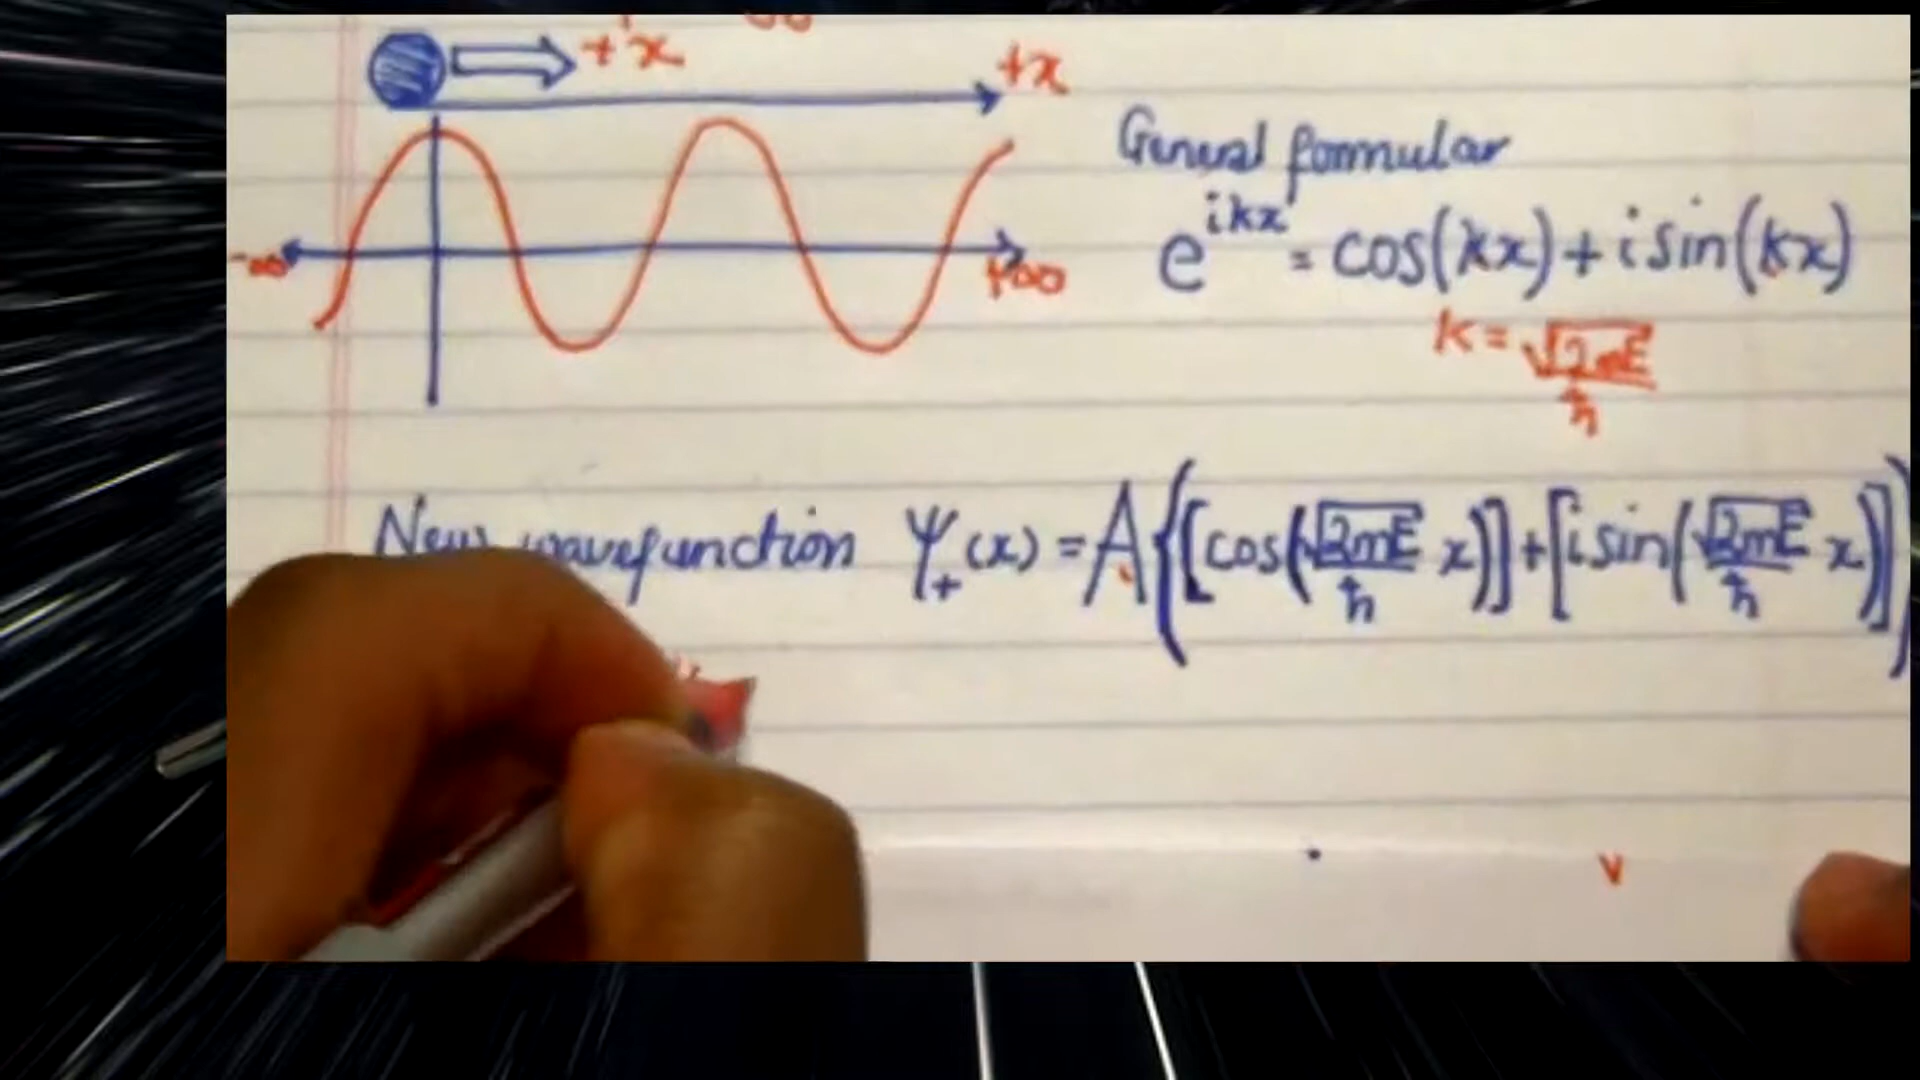 +x
+x
-∞ +∞
General formular
e^{ikx} = cos(kx) + i sin(kx)
k = √2mE / ħ
New wavefunction Ψ₊(x) = A{[cos(√2mE/ħ x)] + [i sin(√2mE/ħ x)]}